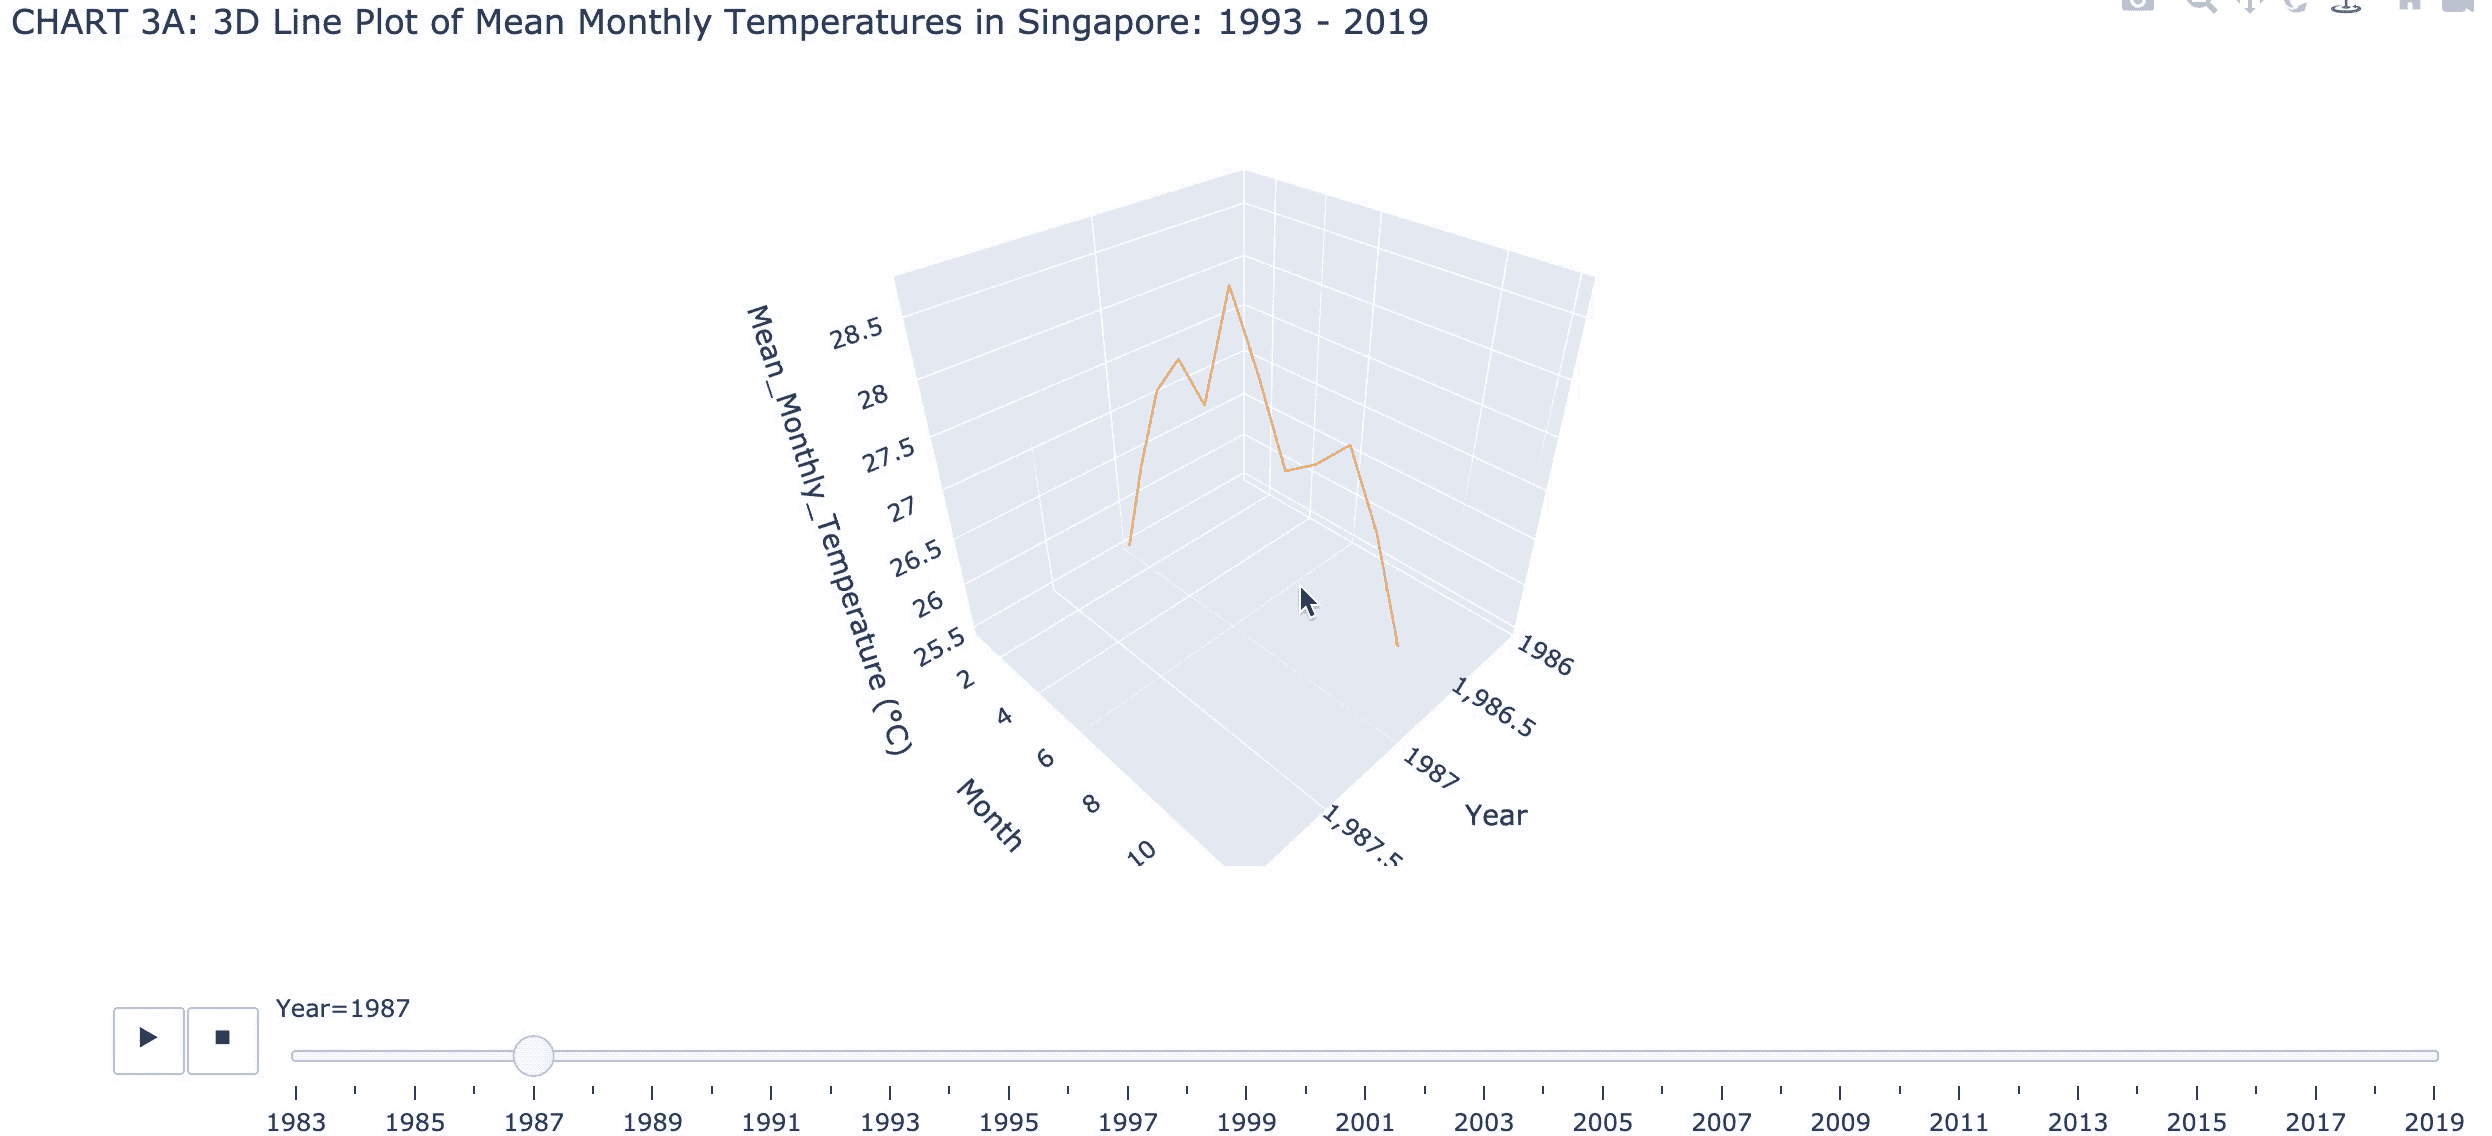 CHART 3A: 3D Line Plot of Mean Monthly Temperatures in Singapore: 1993 - 2019
Mean_Monthly_Temperature (°C)
28.5
28
27.5
27
26.5
26
25.5
2
4
6
8
10
Month
1986
1,986.5
1987
1,987.5
Year
Year=1987
1983 1985 1987 1989 1991 1993 1995 1997 1999 2001 2003 2005 2007 2009 2011 2013 2015 2017 2019